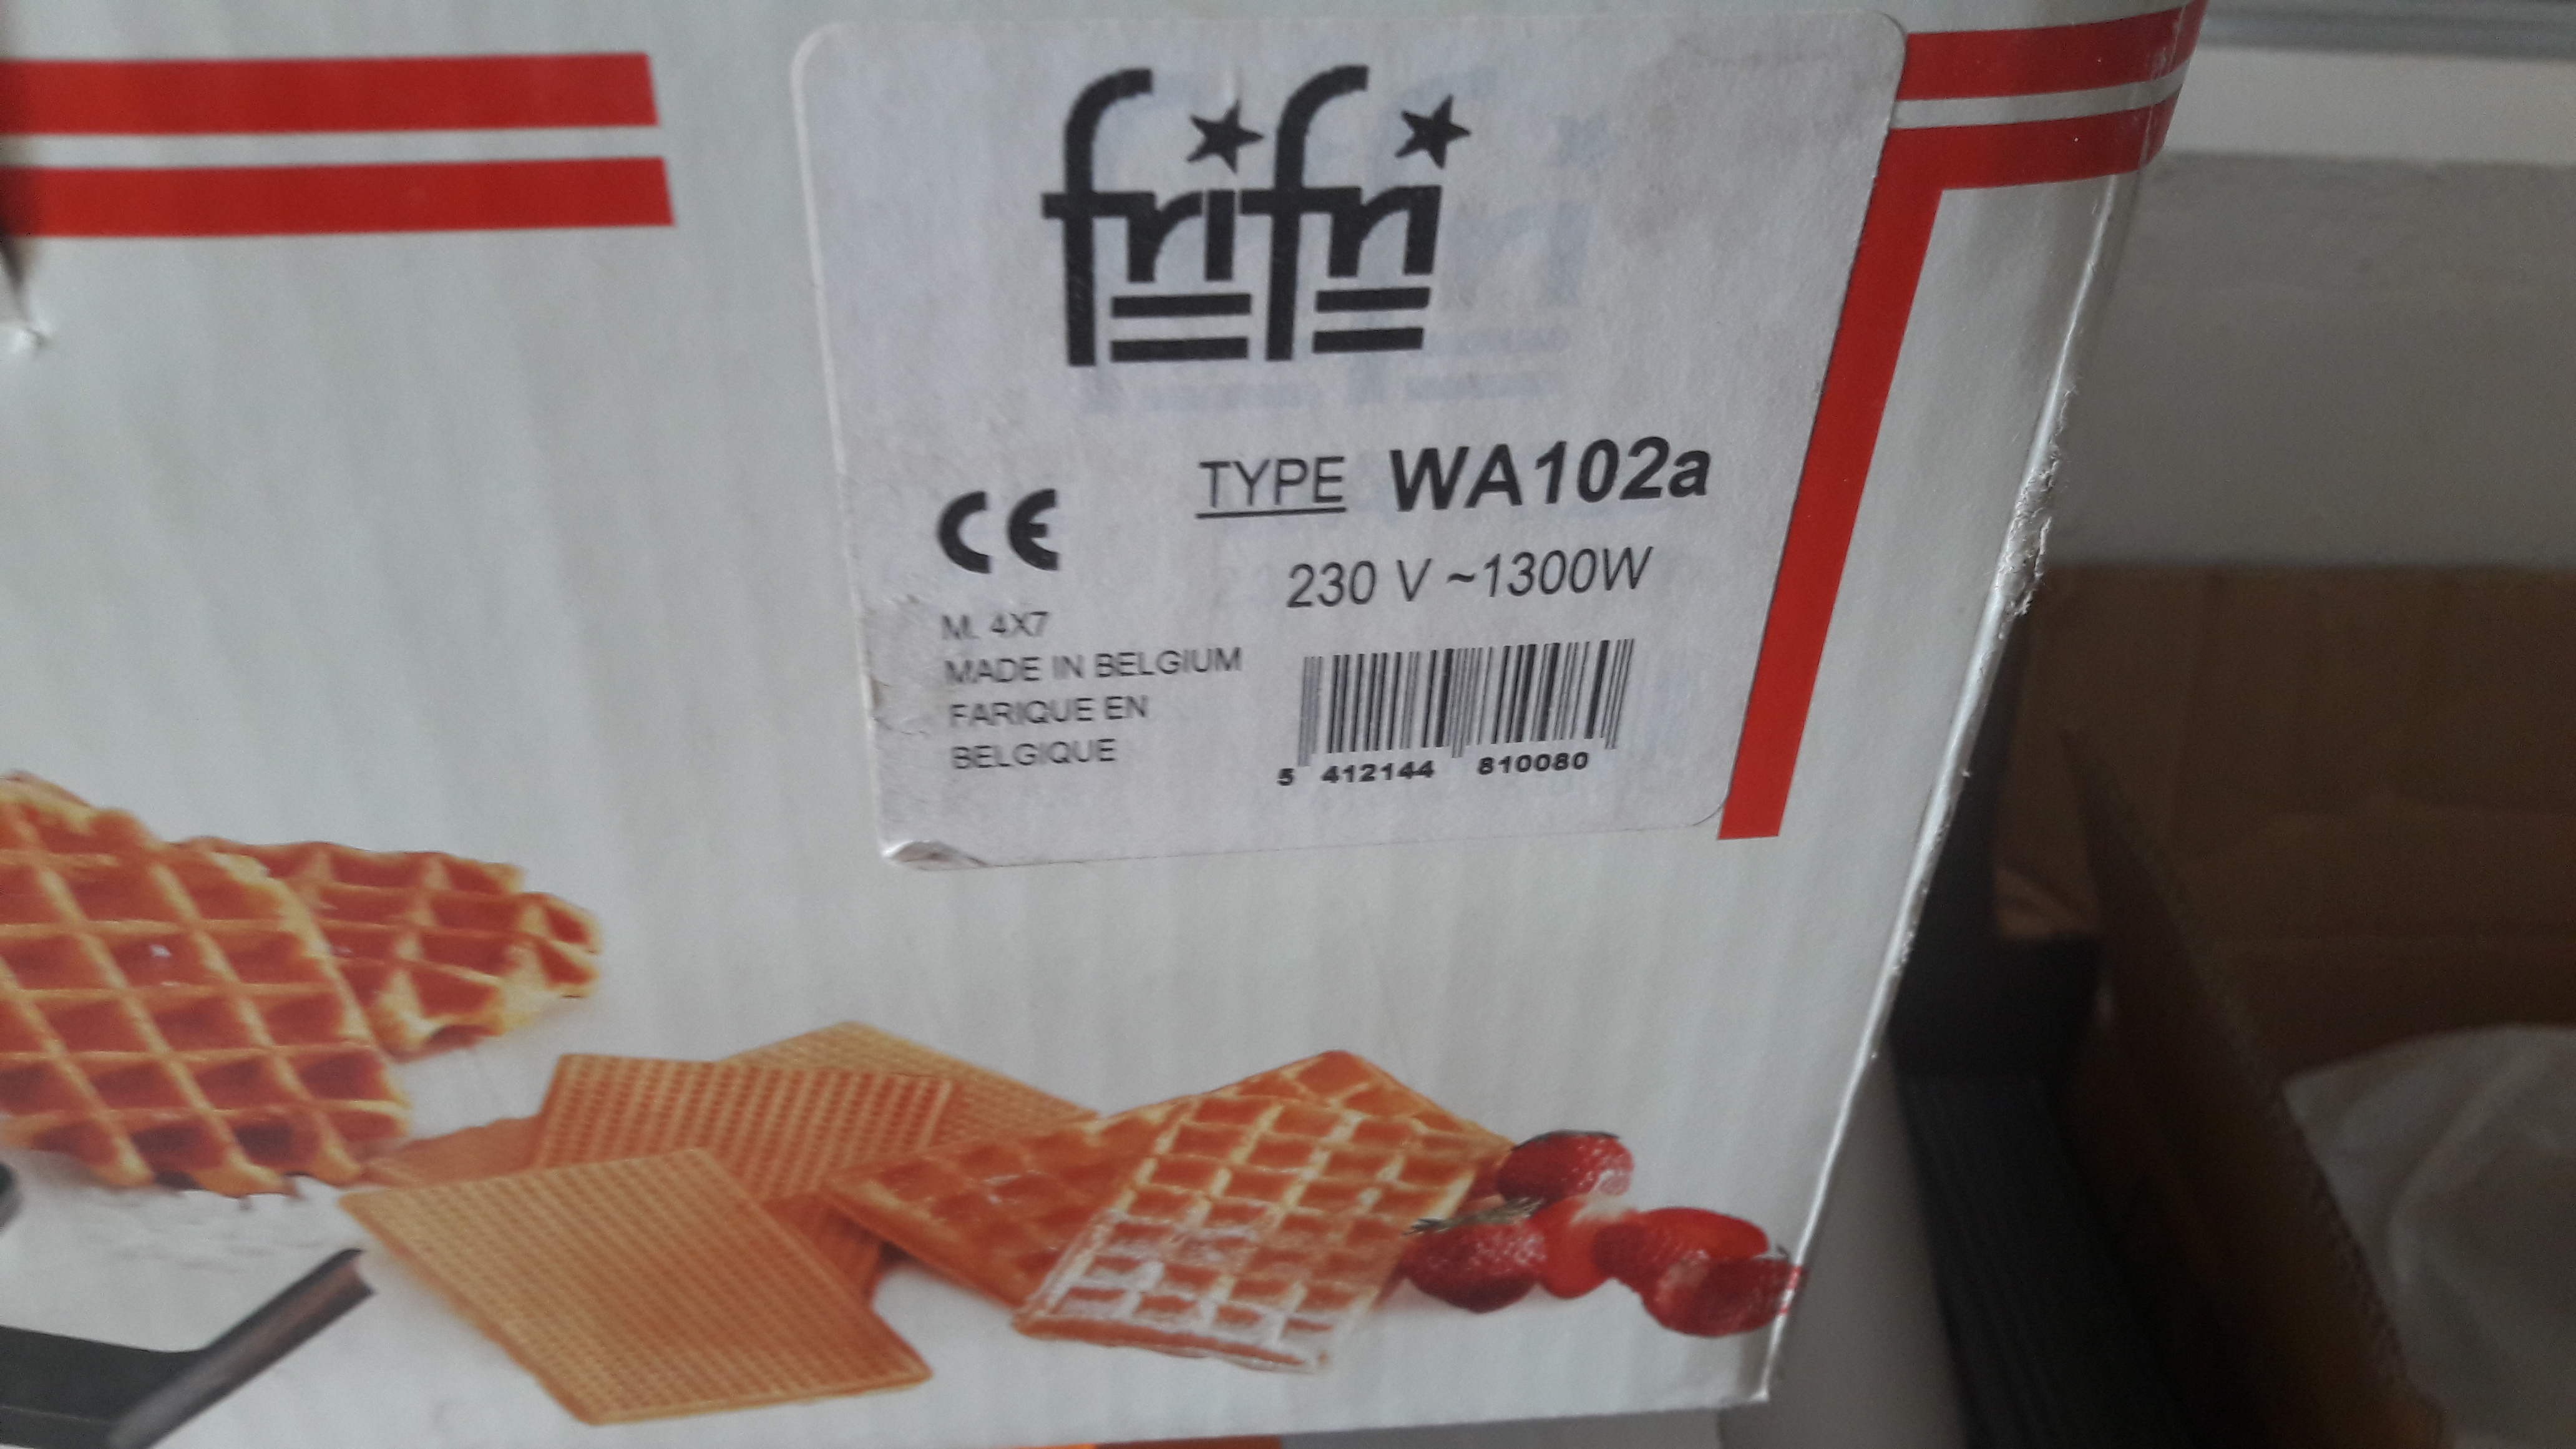 frifri
TYPE WA102a
CE
230 V ~1300W
M. 4X7
MADE IN BELGIUM
FARIQUE EN
BELGIQUE
5 412144 810080